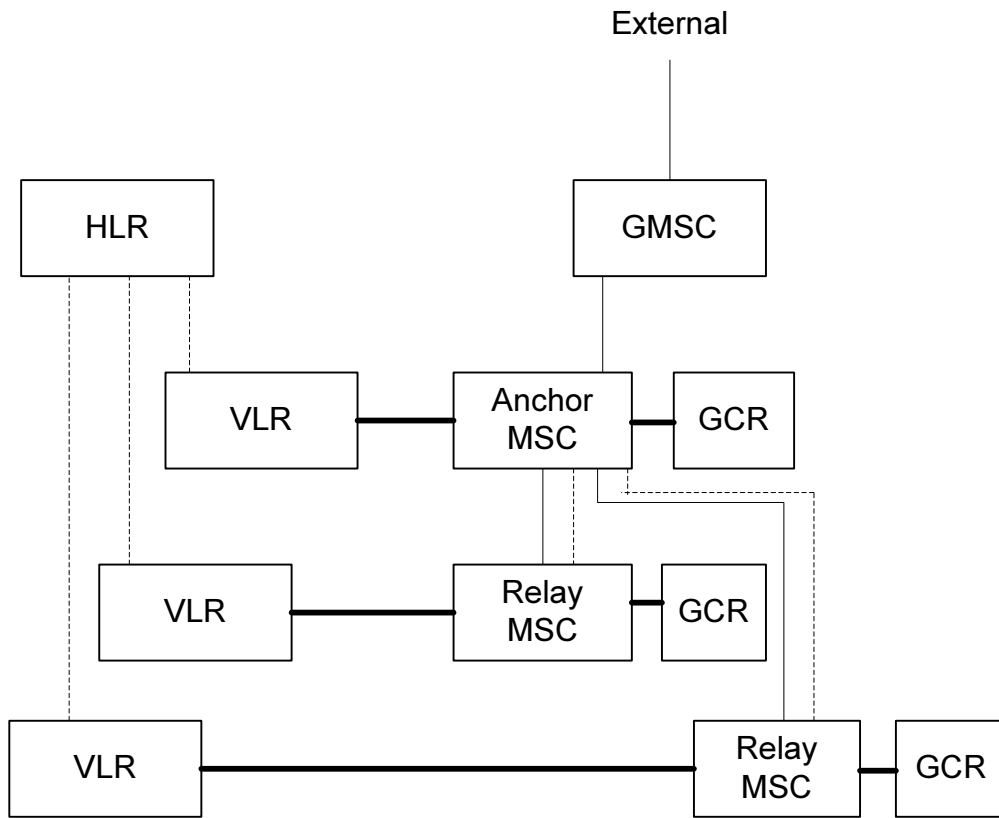 External
HLR
GMSC
VLR
Anchor
MSC
GCR
VLR
Relay
MSC
GCR
VLR
Relay
MSC
GCR